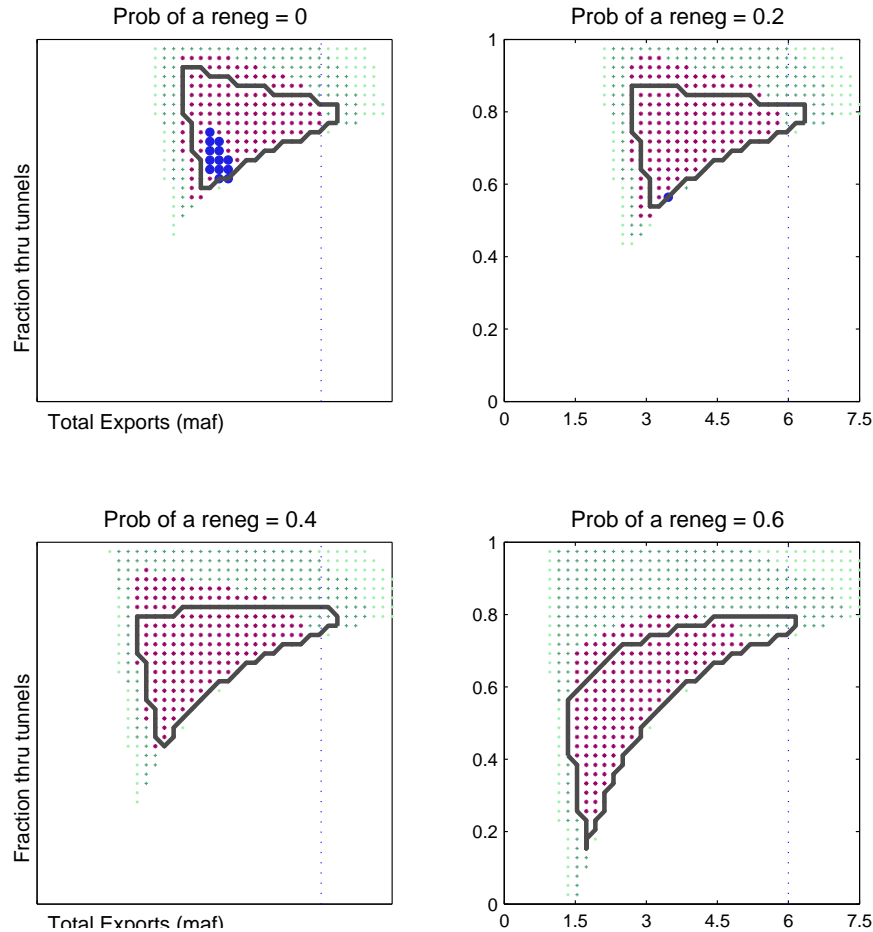 Prob of a reneg = 0
Prob of a reneg = 0.2
Fraction thru tunnels
Total Exports (maf)
1
0.8
0.6
0.4
0.2
0
0 1.5 3 4.5 6 7.5
Prob of a reneg = 0.4
Prob of a reneg = 0.6
Fraction thru tunnels
Total Exports (maf)
1
0.8
0.6
0.4
0.2
0
0 1.5 3 4.5 6 7.5